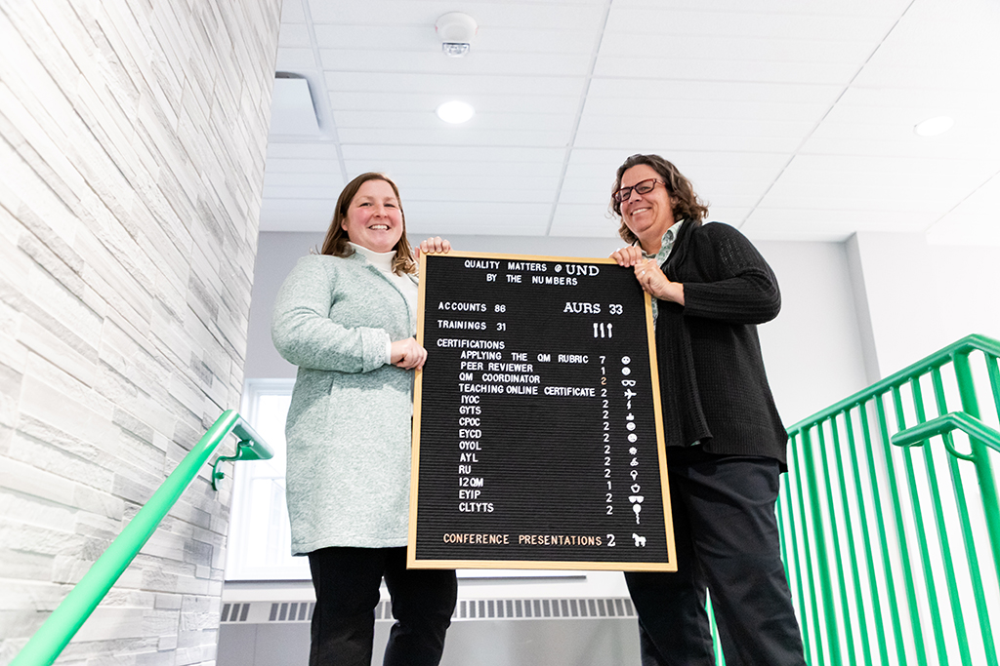 QUALITY MATTERS @ UND
BY THE NUMBERS
ACCOUNTS 86 AURS 33
TRAININGS 31
CERTIFICATIONS
APPLYING THE QM RUBRIC 7
PEER REVIEWER 1
QM COORDINATOR 2
TEACHING ONLINE CERTIFICATE 2
IYOC 2
GYTS 2
CPOC 2
EYCD 2
OYOL 2
AYL 2
RU 2
I2QM 1
EYIP 2
CLTYTS 2
CONFERENCE PRESENTATIONS 2